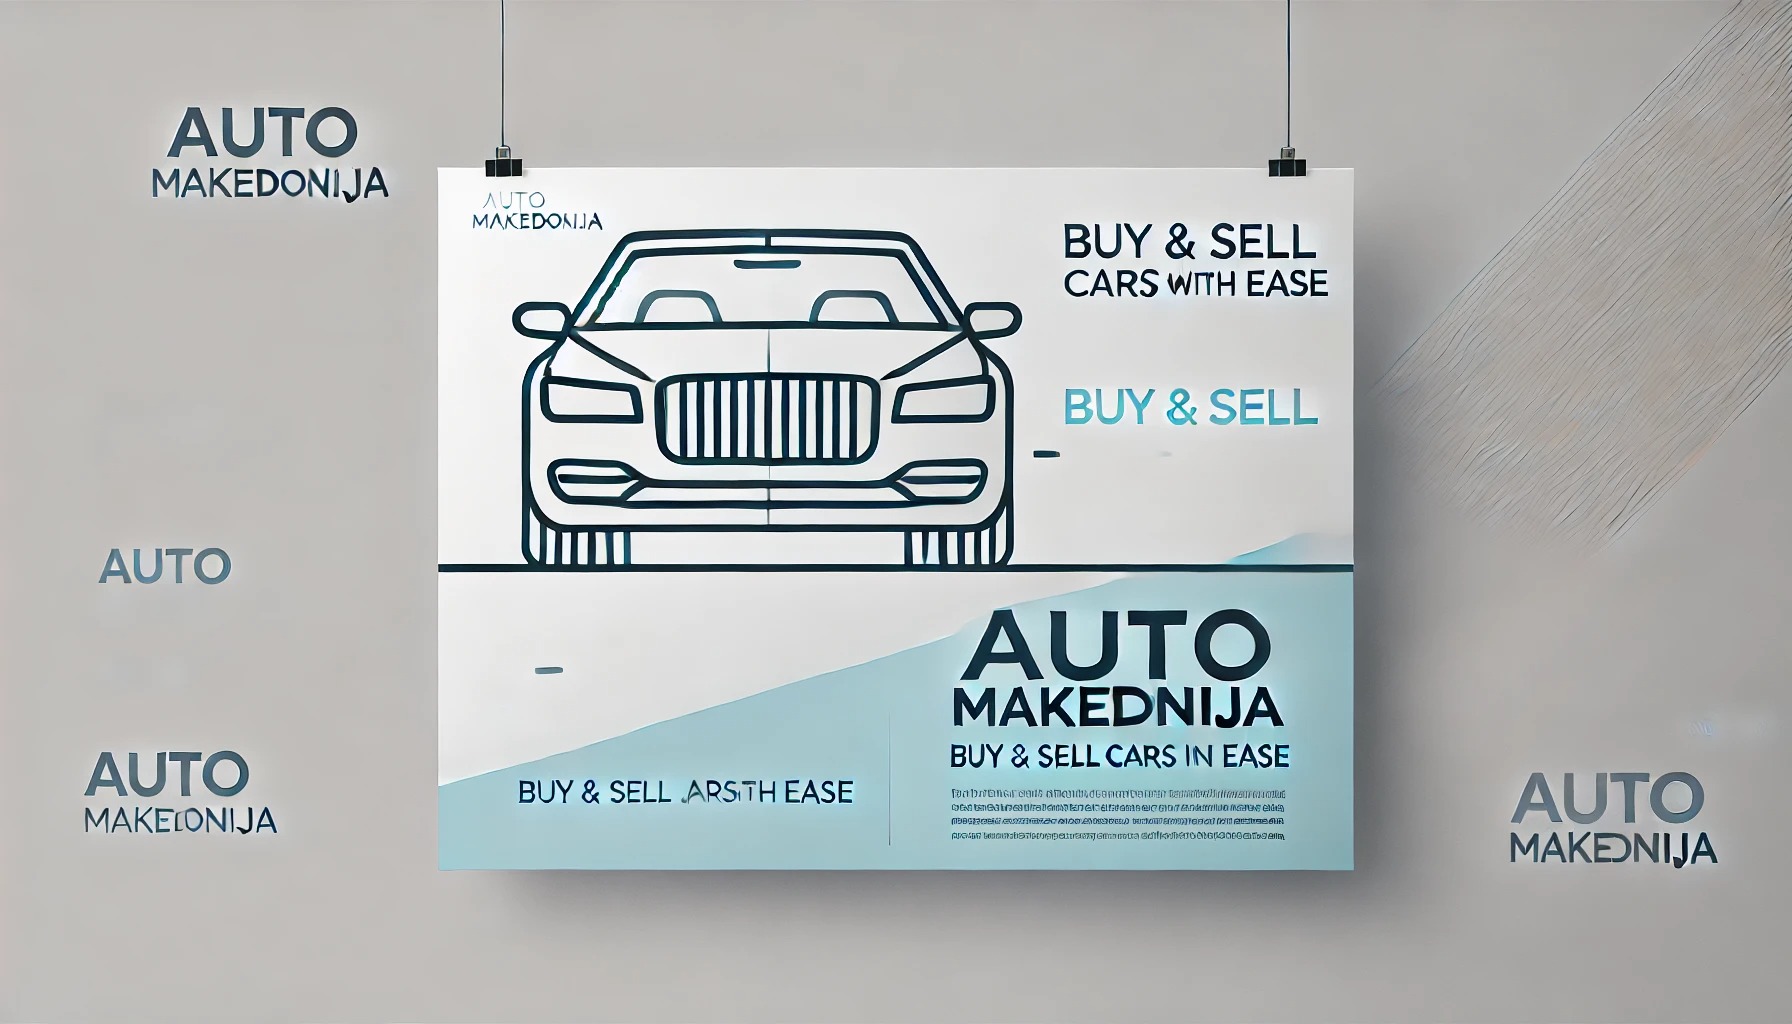 AUTO
MAKEDONIJA
AUTO
MAKEDONIJA
BUY & SELL
CARS WITH EASE
BUY & SELL
AUTO
AUTO
MAKEDNIJA
BUY & SELL CARS IN EASE
BUY & SELL .ARSTH EASE
AUTO
MAKEDONIJA
AUTO
MAKEDNIJA